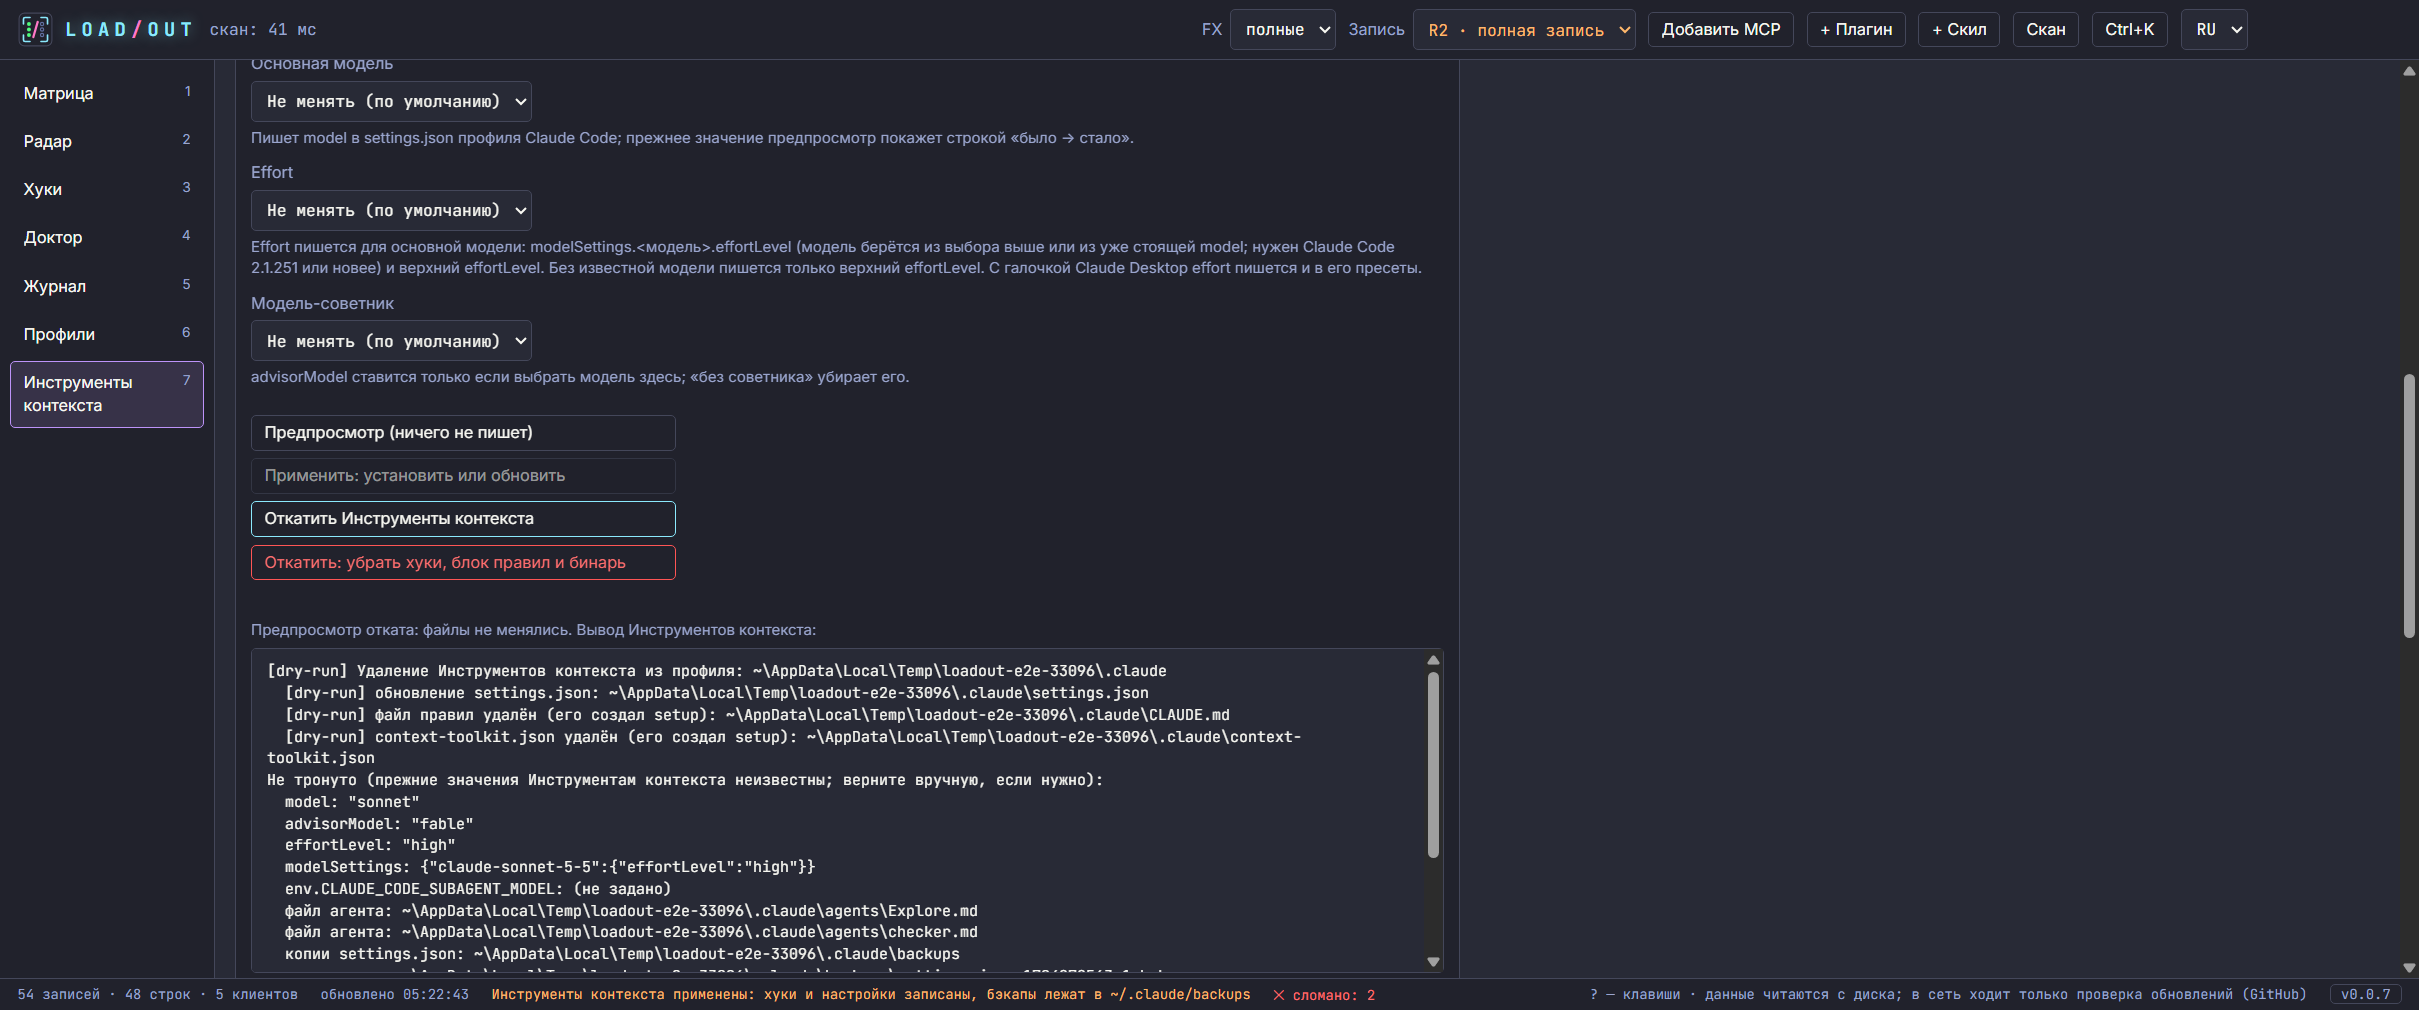 LOAD/OUT скан: 41 мс
FX полные Запись R2 · полная запись Добавить MCP + Плагин + Скил Скан Ctrl+K RU
Матрица 1
Радар 2
Хуки 3
Доктор 4
Журнал 5
Профили 6
Инструменты контекста 7
Основная модель
Не менять (по умолчанию)
Пишет model в settings.json профиля Claude Code; прежнее значение предпросмотр покажет строкой «было → стало».
Effort
Не менять (по умолчанию)
Effort пишется для основной модели: modelSettings.<модель>.effortLevel (модель берётся из выбора выше или из уже стоящей model; нужен Claude Code
2.1.251 или новее) и верхний effortLevel. Без известной модели пишется только верхний effortLevel. С галочкой Claude Desktop effort пишется и в его пресеты.
Модель-советник
Не менять (по умолчанию)
advisorModel ставится только если выбрать модель здесь; «без советника» убирает его.
Предпросмотр (ничего не пишет)
Применить: установить или обновить
Откатить Инструменты контекста
Откатить: убрать хуки, блок правил и бинарь
Предпросмотр отката: файлы не менялись. Вывод Инструментов контекста:
[dry-run] Удаление Инструментов контекста из профиля: ~\AppData\Local\Temp\loadout-e2e-33096\.claude
[dry-run] обновление settings.json: ~\AppData\Local\Temp\loadout-e2e-33096\.claude\settings.json
[dry-run] файл правил удалён (его создал setup): ~\AppData\Local\Temp\loadout-e2e-33096\.claude\CLAUDE.md
[dry-run] context-toolkit.json удалён (его создал setup): ~\AppData\Local\Temp\loadout-e2e-33096\.claude\context-
toolkit.json
Не тронуто (прежние значения Инструментам контекста неизвестны; верните вручную, если нужно):
model: "sonnet"
advisorModel: "fable"
effortLevel: "high"
modelSettings: {"claude-sonnet-5-5":{"effortLevel":"high"}}
env.CLAUDE_CODE_SUBAGENT_MODEL: (не задано)
файл агента: ~\AppData\Local\Temp\loadout-e2e-33096\.claude\agents\Explore.md
файл агента: ~\AppData\Local\Temp\loadout-e2e-33096\.claude\agents\checker.md
копии settings.json: ~\AppData\Local\Temp\loadout-e2e-33096\.claude\backups
54 записей · 48 строк · 5 клиентов обновлено 05:22:43 Инструменты контекста применены: хуки и настройки записаны, бэкапы лежат в ~/.claude/backups × сломано: 2
? — клавиши · данные читаются с диска; в сеть ходит только проверка обновлений (GitHub) v0.0.7